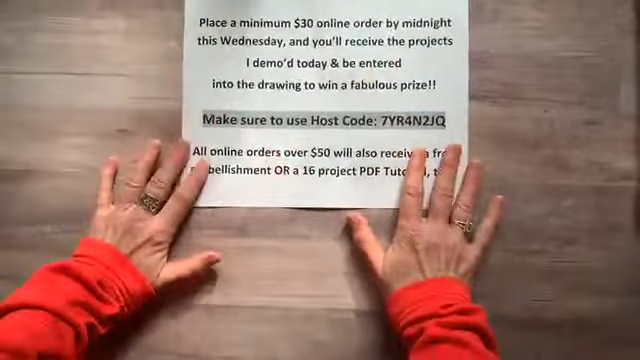 Place a minimum $30 online order by midnight
this Wednesday, and you'll receive the projects
I demo'd today & be entered
into the drawing to win a fabulous prize!!
Make sure to use Host Code: 7YR4N2JQ
All online orders over $50 will also receive a
OR a 16 project PDF